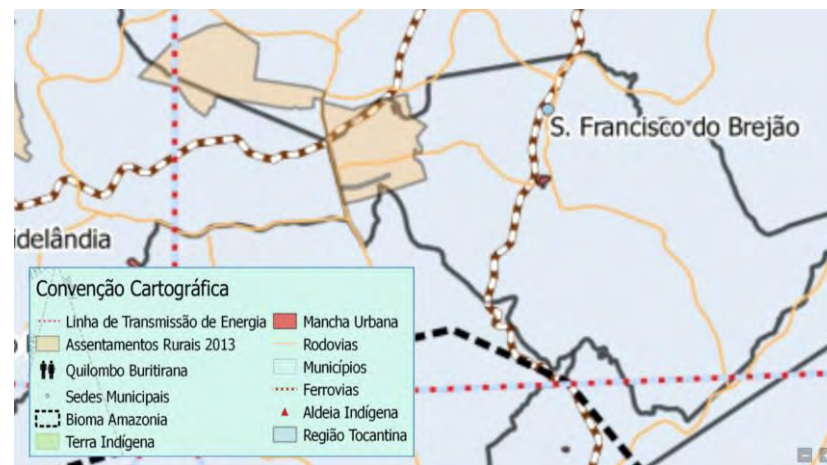 S. Francisco do Brejão
idelândia
Convenção Cartográfica
Linha de Transmissão de Energia
Assentamentos Rurais 2013
Quilombo Buritirana
Sedes Municipais
Bioma Amazonia
Terra Indígena
Mancha Urbana
Rodovias
Municípios
Ferrovias
Aldeia Indígena
Região Tocantina